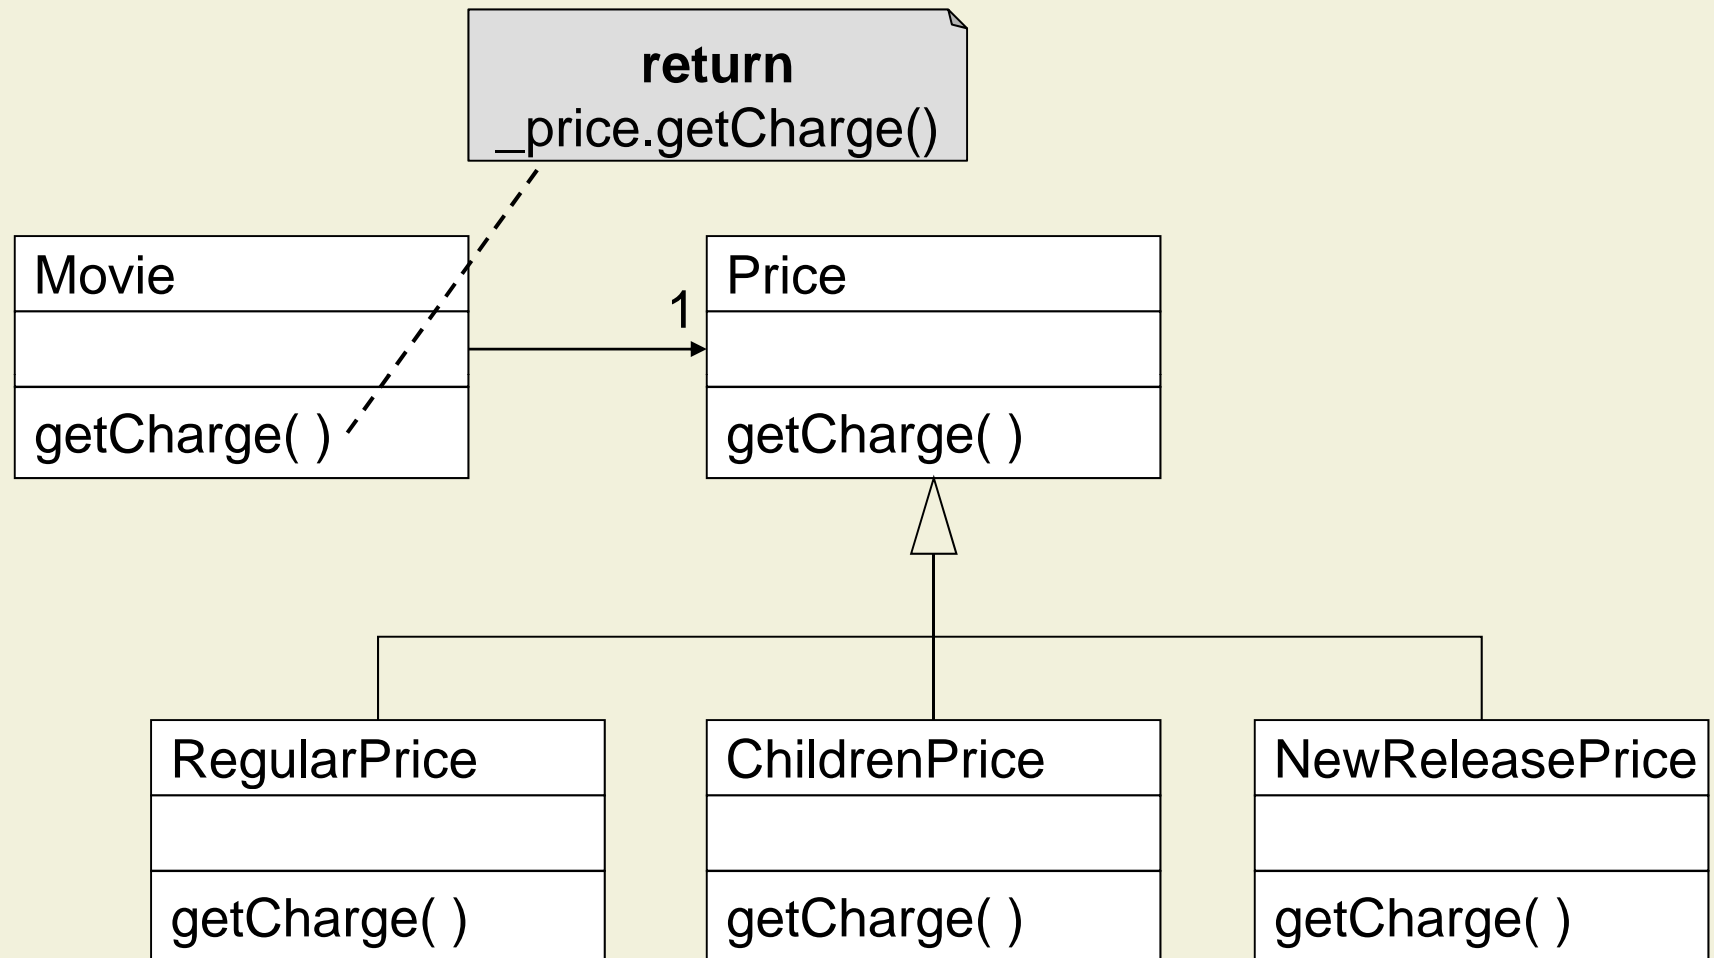 return
_price.getCharge()
Movie
1
Price
getCharge( )
getCharge( )
RegularPrice
ChildrenPrice
NewReleasePrice
getCharge( )
getCharge( )
getCharge( )